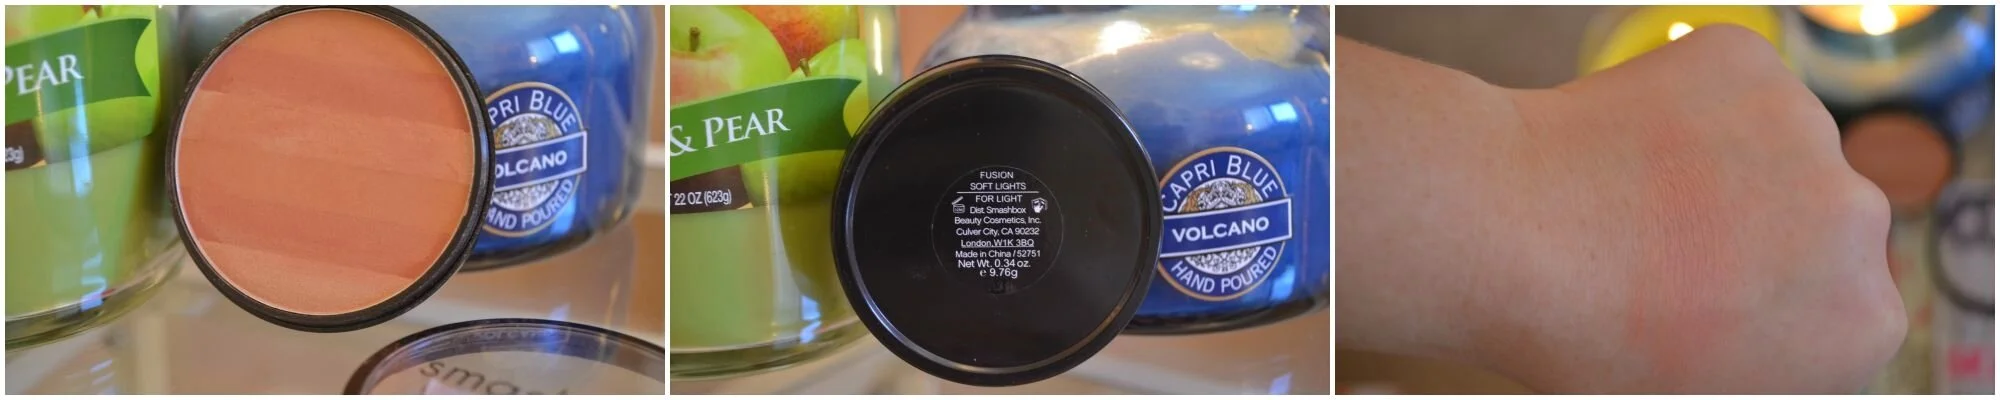 PEAR
CAPRI BLUE
VOLCANO
HAND POURED
& PEAR
22 OZ (623g)
FUSION
SOFT LIGHTS
FOR LIGHT
Dist. Smashbox
Beauty Cosmetics, Inc.
Culver City, CA 90232
London,W1K 3BQ
Made in China / 52751
Net Wt. 0.34 oz.
e 9.76g
CAPRI BLUE
VOLCANO
HAND POURED